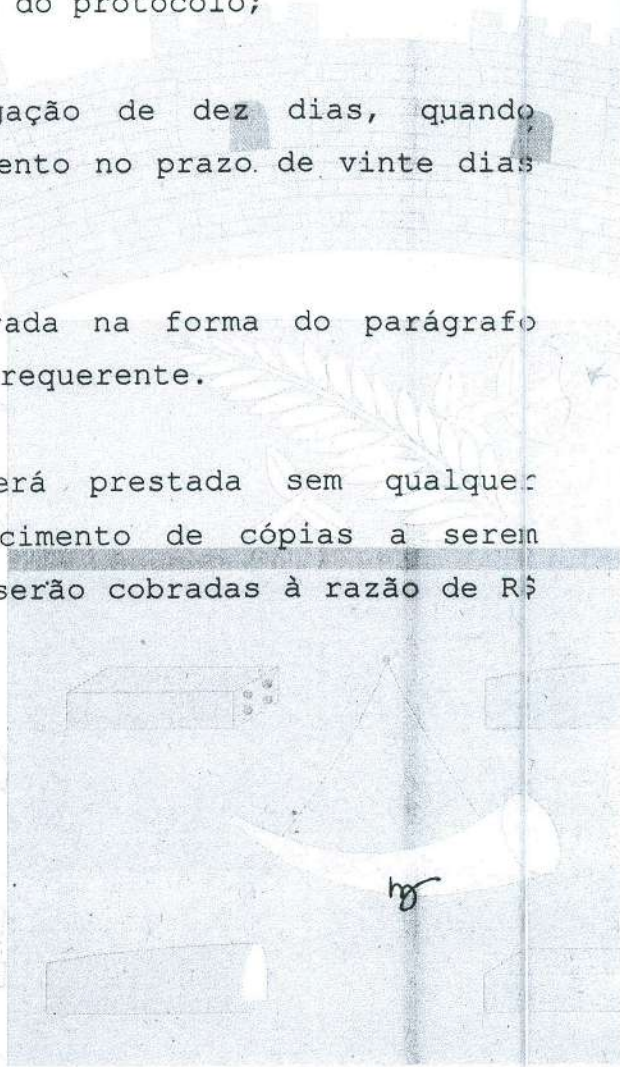 do protocolo;
gação de dez dias, quando
ento no prazo de vinte dias
rada na forma do parágrafo
requerente.
erá prestada sem qualquer
cimento de cópias a serem
serão cobradas à razão de R$